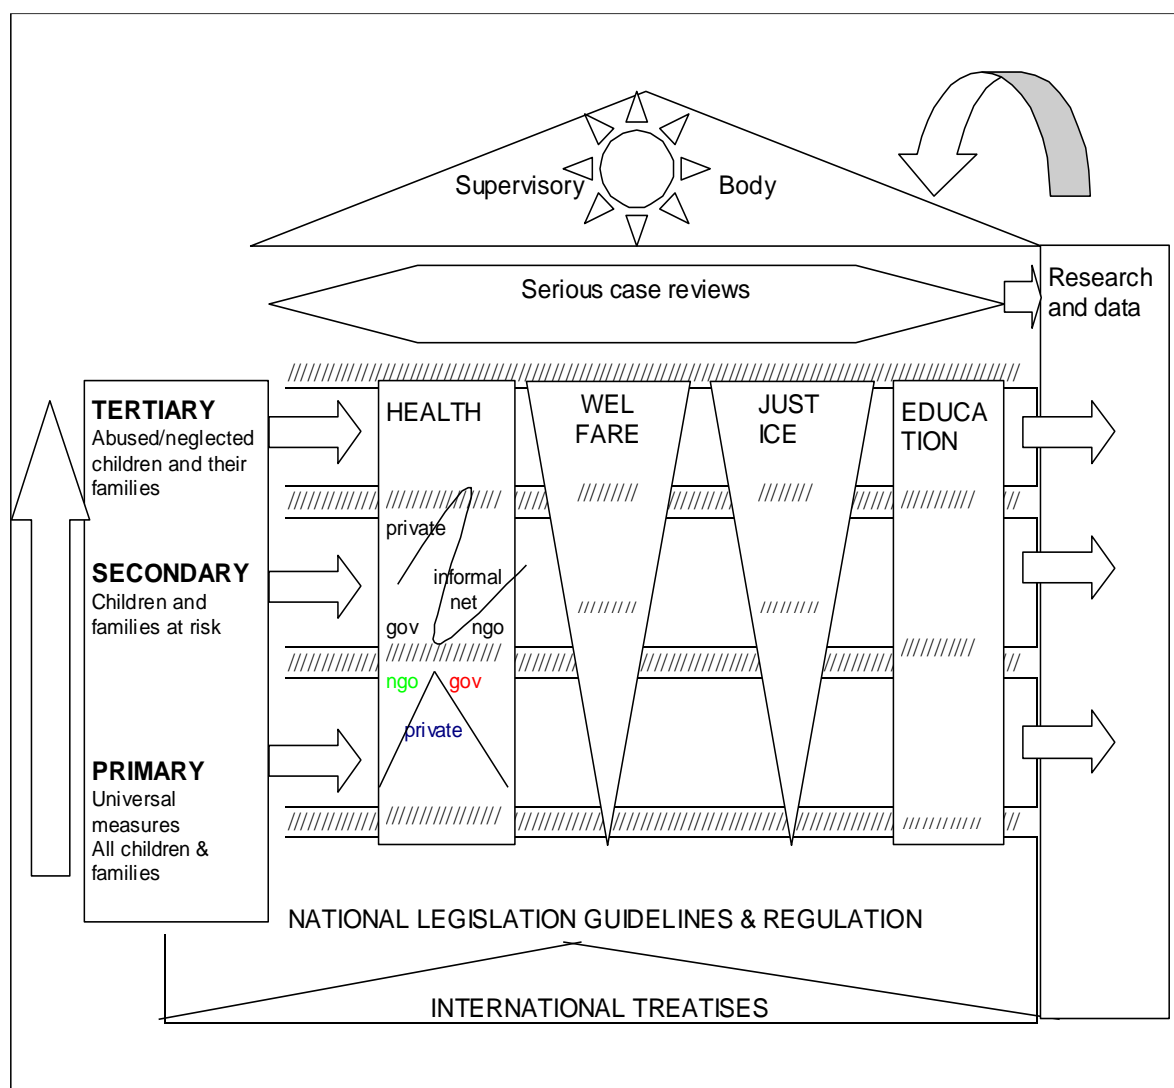 Supervisory Body
Serious case reviews
Research
and data
TERTIARY
Abused/neglected
children and their
families
SECONDARY
Children and
families at risk
PRIMARY
Universal
measures
All children &
families
HEALTH
private
informal
net
gov
ngo
ngo
gov
private
WEL
FARE
JUST
ICE
EDUCA
TION
NATIONAL LEGISLATION GUIDELINES & REGULATION
INTERNATIONAL TREATISES